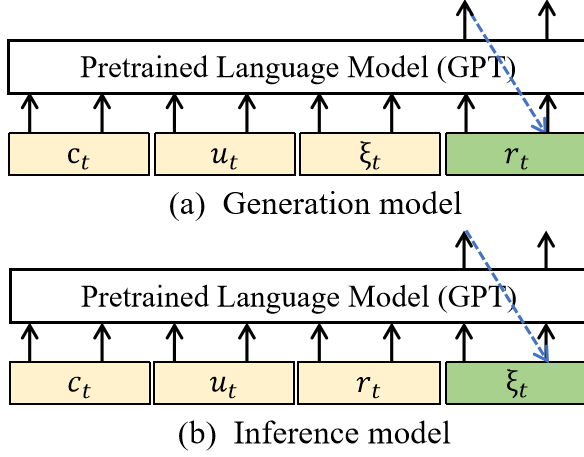 Pretrained Language Model (GPT)
c_t u_t ξ_t r_t
(a) Generation model
Pretrained Language Model (GPT)
c_t u_t r_t ξ_t
(b) Inference model